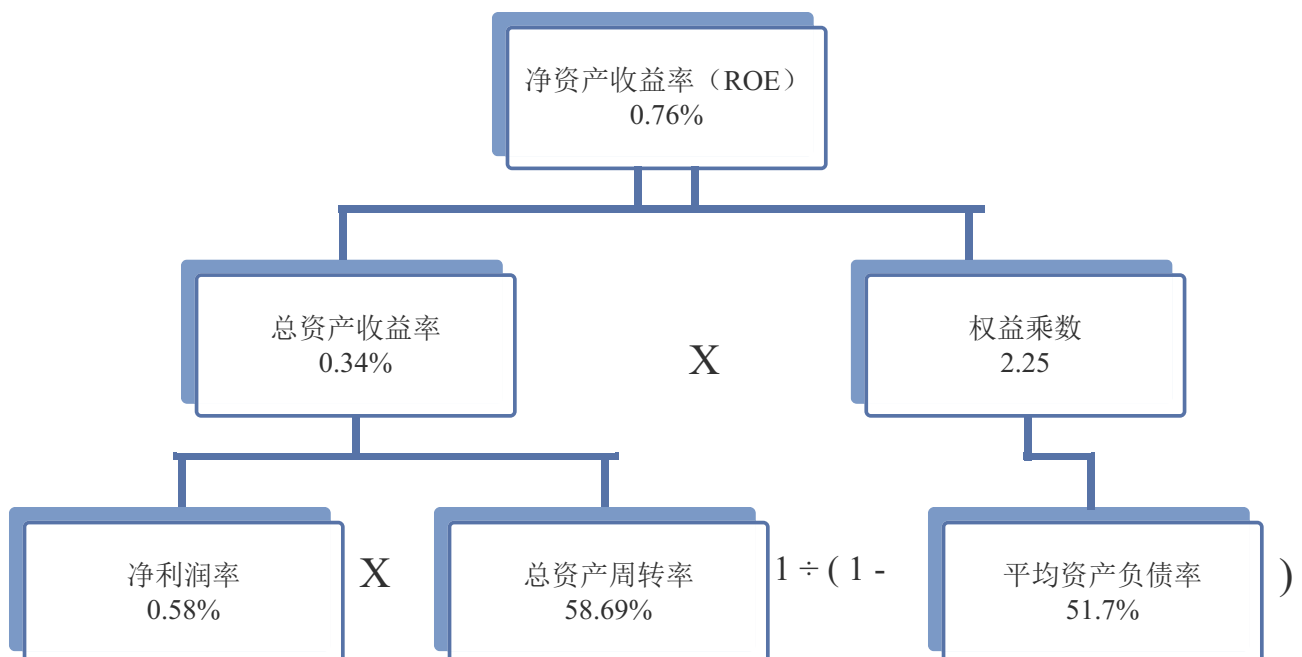 净资产收益率（ROE）
0.76%
总资产收益率
0.34%
X
权益乘数
2.25
净利润率
0.58%
X
总资产周转率
58.69%
1 ÷ ( 1 -
平均资产负债率
51.7%
)